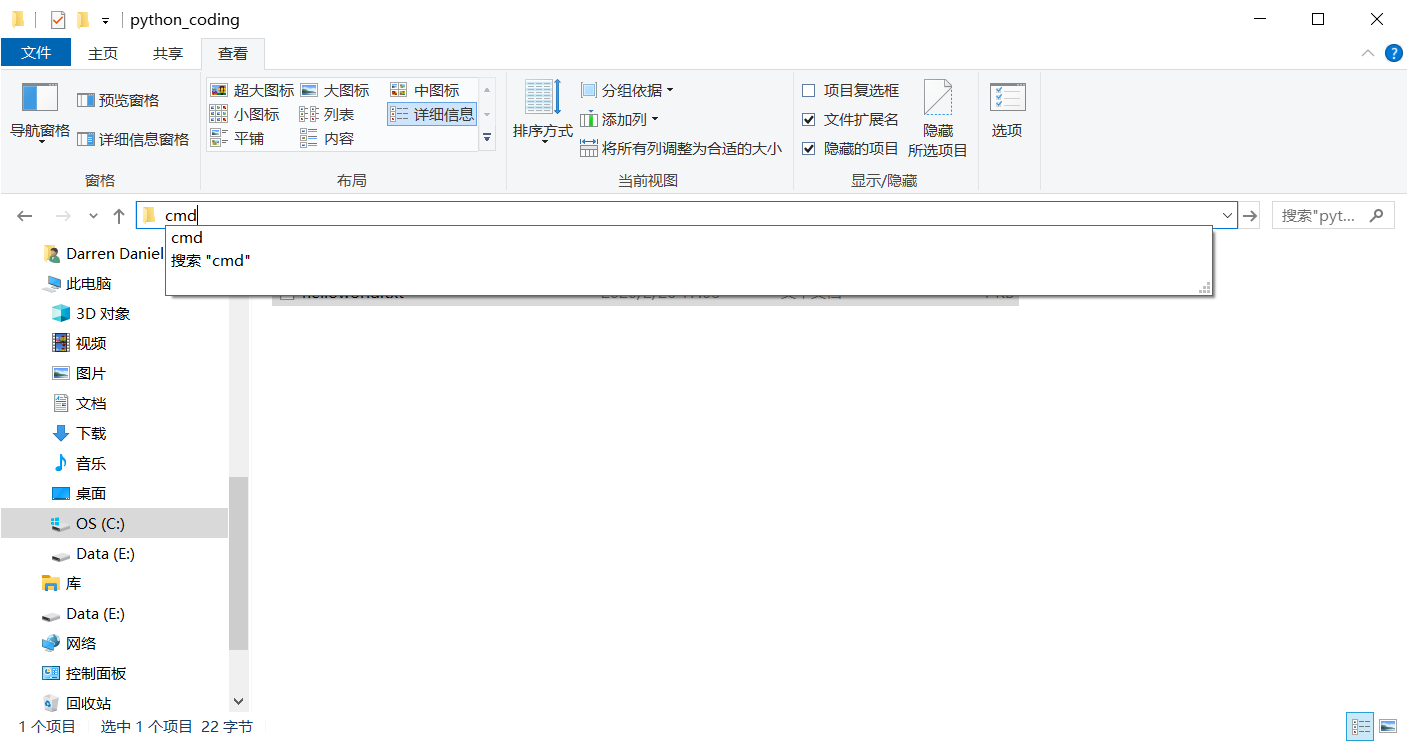 python_coding
文件 主页 共享 查看
导航窗格 预览窗格 详细信息窗格 窗格
超大图标 大图标 中图标
小图标 列表 详细信息
平铺 内容
布局
排序方式 分组依据
添加列
将所有列调整为合适的大小
当前视图
项目复选框
文件扩展名
隐藏的项目
隐藏
所选项目
显示/隐藏
选项
cmd
搜索"pyt...
cmd
搜索 "cmd"
Darren Daniel
此电脑
3D 对象
视频
图片
文档
下载
音乐
桌面
OS (C:)
Data (E:)
库
Data (E:)
网络
控制面板
回收站
1 个项目 选中 1 个项目 22 字节